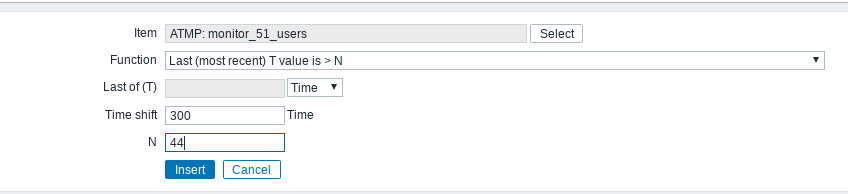 Item ATMP: monitor_51_users Select
Function Last (most recent) T value is > N
Last of (T) Time
Time shift 300 Time
N 44
Insert Cancel